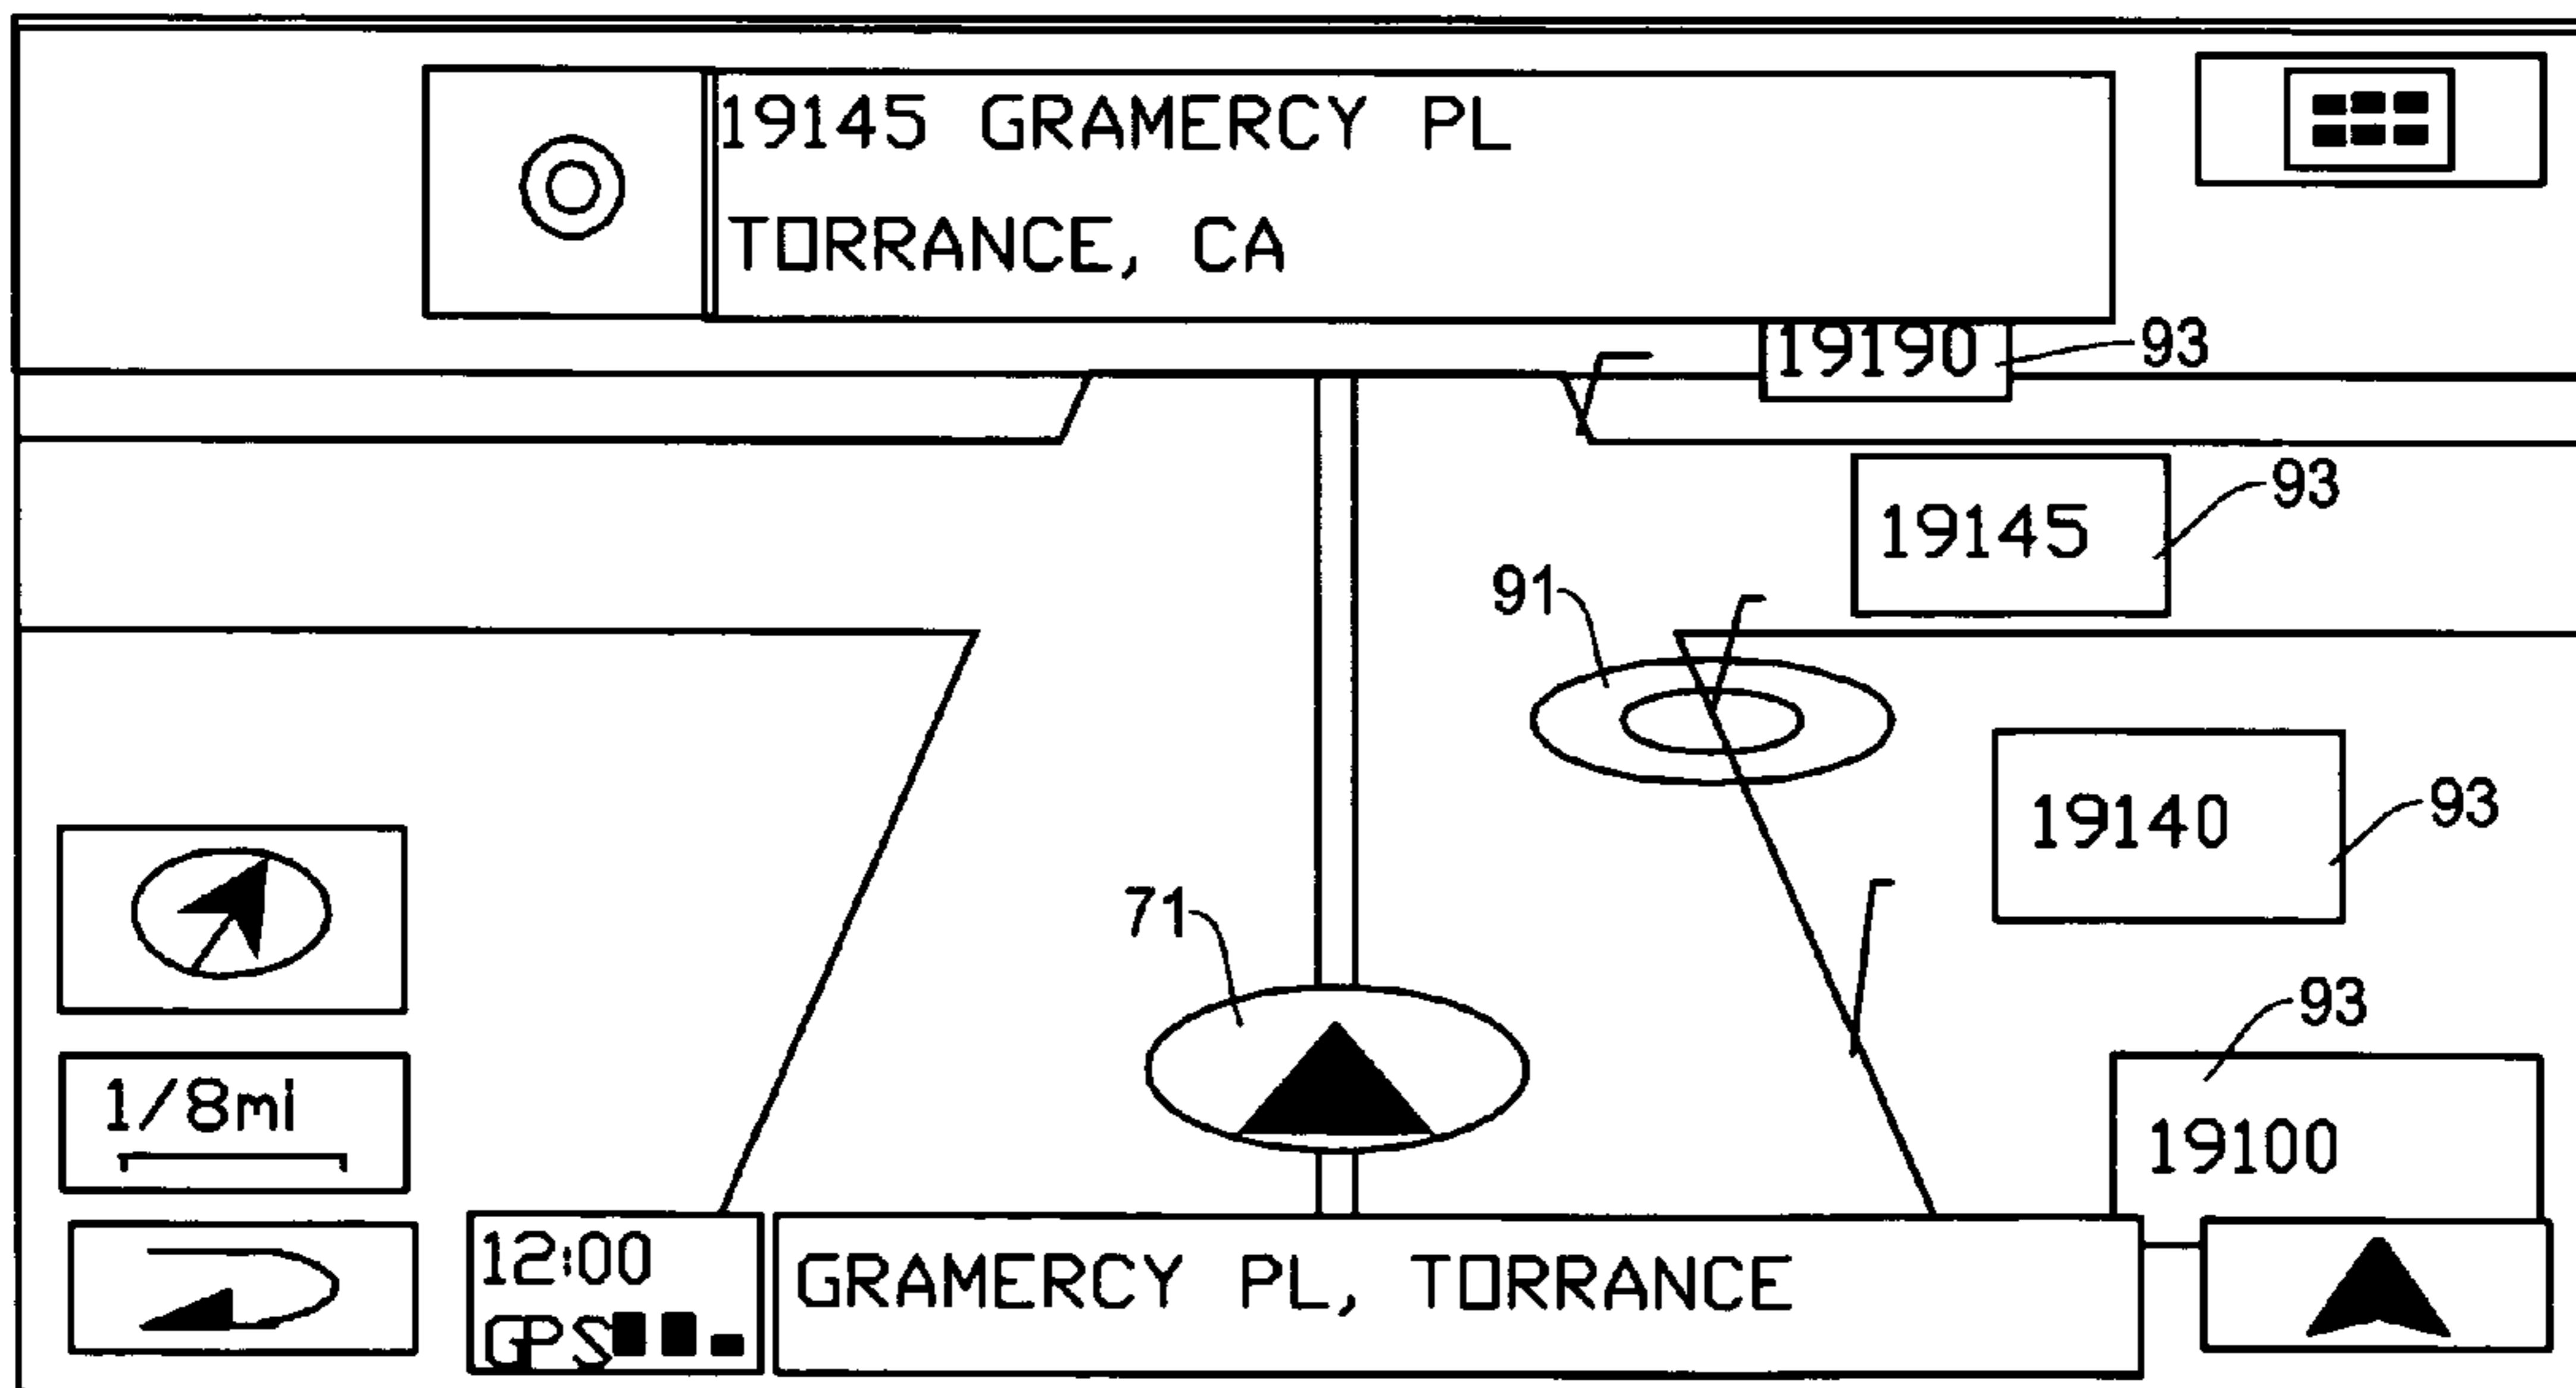 19145 GRAMERCY PL
TORRANCE, CA
19190
93
19145
93
91
19140
93
71
93
1/8mi
19100
12:00
GPS
GRAMERCY PL, TORRANCE